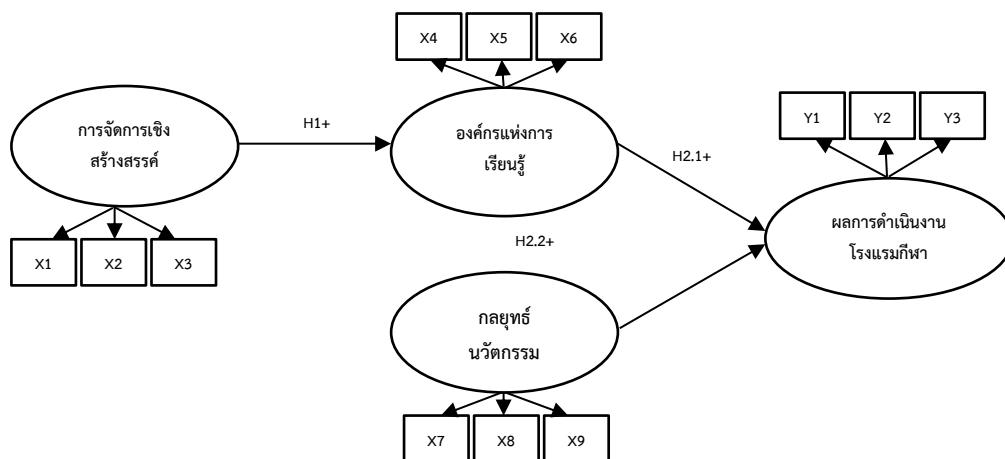 X4 X5 X6
การจัดการเชิง
สร้างสรรค์
H1+
องค์กรแห่งการ
เรียนรู้
Y1 Y2 Y3
H2.1+
X1 X2 X3
H2.2+
ผลการดำเนินงาน
โรงแรมกีฬา
กลยุทธ์
นวัตกรรม
X7 X8 X9